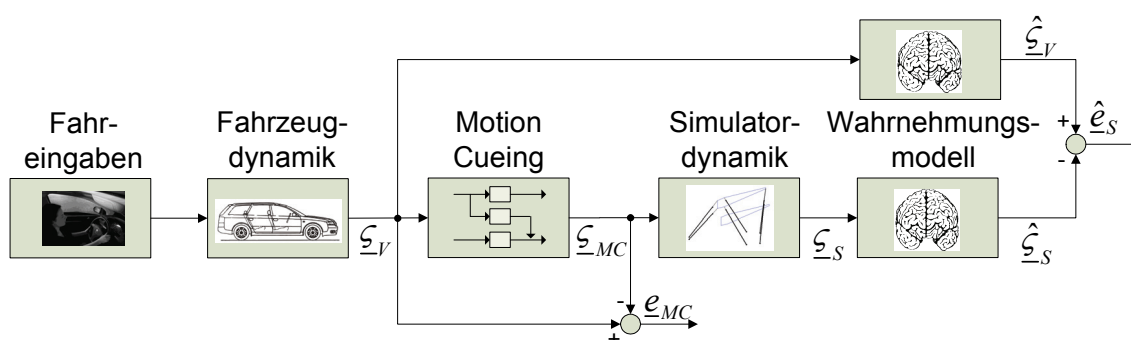 ς̂_V
Fahr-
eingaben
Fahrzeug-
dynamik
Motion
Cueing
Simulator-
dynamik
Wahrnehmungs-
modell
+
ê_S
-
ς_V
ς_MC
ς_S
ς̂_S
-
e_MC
+